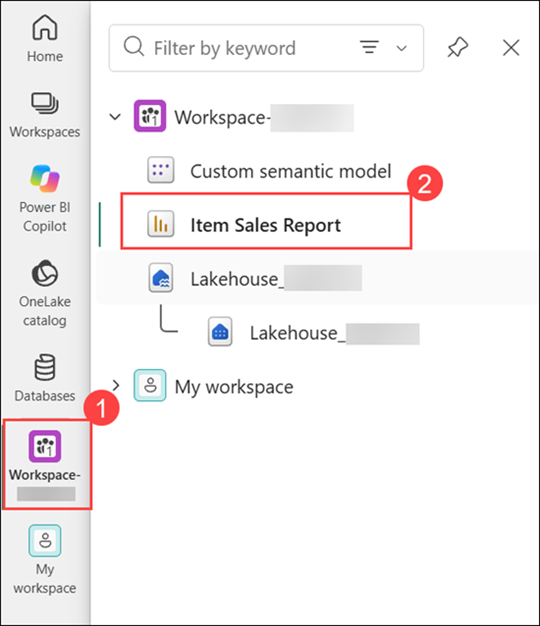 Home
Workspaces
Power BI
Copilot
OneLake
catalog
Databases
1
Workspace-
My
workspace
Filter by keyword
Workspace-
Custom semantic model
2
Item Sales Report
Lakehouse_
Lakehouse_
My workspace